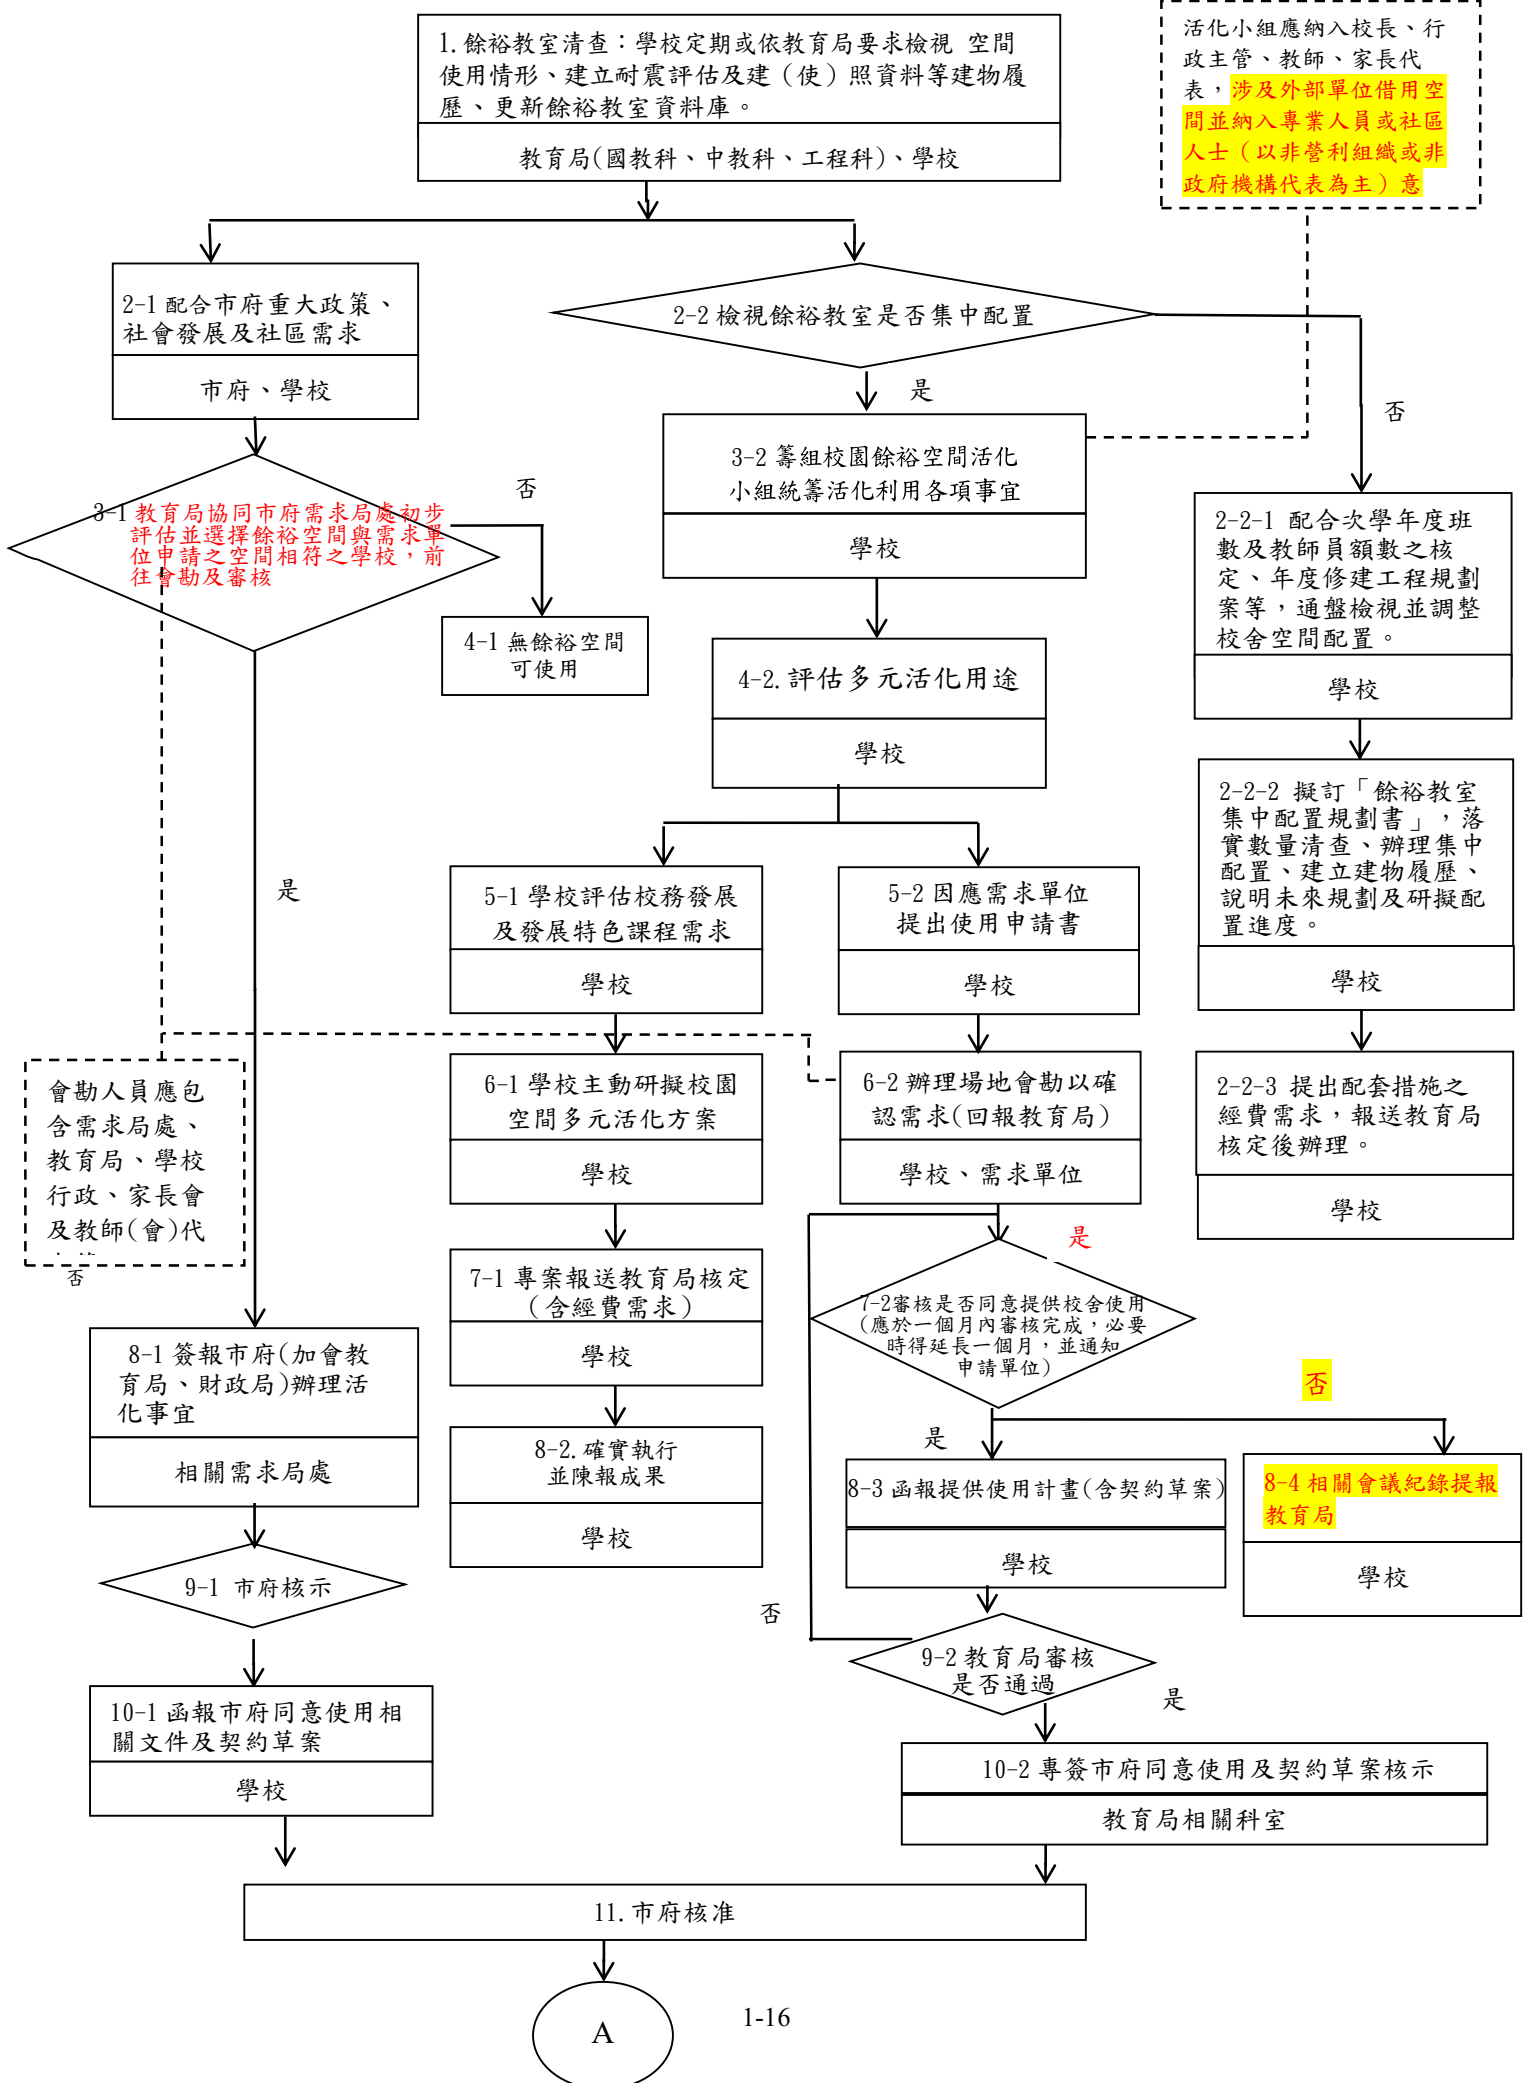 1.餘裕教室清查：學校定期或依教育局要求檢視 空間
使用情形、建立耐震評估及建（使）照資料等建物履
歷、更新餘裕教室資料庫。
教育局(國教科、中教科、工程科)、學校
活化小組應納入校長、行
政主管、教師、家長代
表，涉及外部單位借用空
間並納入專業人員或社區
人士（以非營利組織或非
政府機構代表為主）意
2-1 配合市府重大政策、
社會發展及社區需求
市府、學校
2-2 檢視餘裕教室是否集中配置
是
否
3-1 教育局協同市府需求局處初步
評估並選擇餘裕空間與需求單
位申請之空間相符之學校，前
往會勘及審核
否
4-1 無餘裕空間
可使用
3-2 籌組校園餘裕空間活化
小組統籌活化利用各項事宜
學校
2-2-1 配合次學年度班
數及教師員額數之核
定、年度修建工程規劃
案等，通盤檢視並調整
校舍空間配置。
學校
4-2.評估多元活化用途
學校
2-2-2 擬訂「餘裕教室
集中配置規劃書」，落
實數量清查、辦理集中
配置、建立建物履歷、
說明未來規劃及研擬配
置進度。
學校
是
5-1 學校評估校務發展
及發展特色課程需求
學校
5-2 因應需求單位
提出使用申請書
學校
會勘人員應包
含需求局處、
教育局、學校
行政、家長會
及教師(會)代
否
6-1 學校主動研擬校園
空間多元活化方案
學校
6-2 辦理場地會勘以確
認需求(回報教育局)
學校、需求單位
2-2-3 提出配套措施之
經費需求，報送教育局
核定後辦理。
學校
是
7-1 專案報送教育局核定
（含經費需求）
學校
7-2審核是否同意提供校舍使用
(應於一個月內審核完成，必要
時得延長一個月，並通知
申請單位)
否
是
8-1 簽報市府(加會教
育局、財政局)辦理活
化事宜
相關需求局處
8-2.確實執行
並陳報成果
學校
8-3 函報提供使用計畫(含契約草案)
學校
8-4 相關會議紀錄提報
教育局
學校
9-1 市府核示
否
9-2 教育局審核
是否通過
是
10-1 函報市府同意使用相
關文件及契約草案
學校
10-2 專簽市府同意使用及契約草案核示
教育局相關科室
11.市府核准
A
1-16